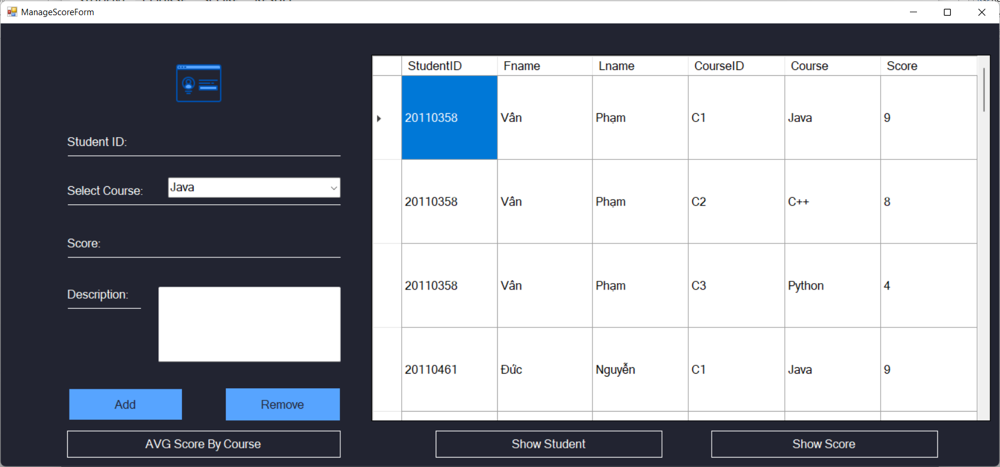 ManageScoreForm
StudentID Fname Lname CourseID Course Score
20110358 Vân Phạm C1 Java 9
20110358 Vân Phạm C2 C++ 8
20110358 Vân Phạm C3 Python 4
20110461 Đức Nguyễn C1 Java 9
Student ID:
Select Course: Java
Score:
Description:
Add Remove
AVG Score By Course
Show Student Show Score